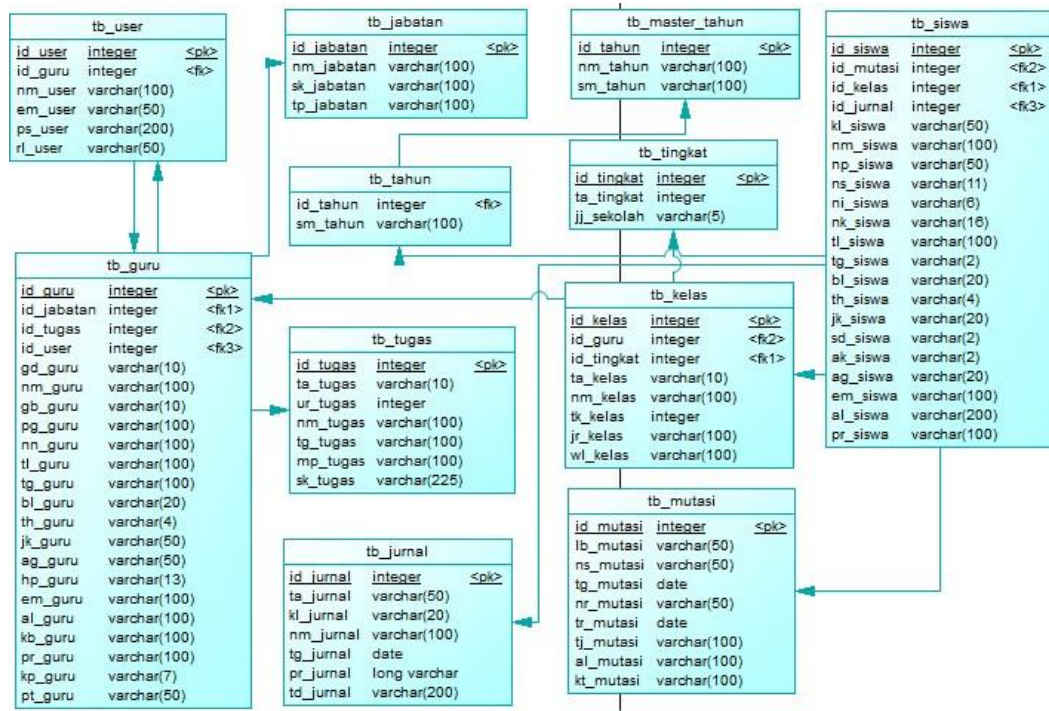 tb_user
id_user integer <pk>
id_guru integer <fk>
nm_user varchar(100)
em_user varchar(50)
ps_user varchar(200)
rl_user varchar(50)
tb_jabatan
id_jabatan integer <pk>
nm_jabatan varchar(100)
sk_jabatan varchar(100)
tp_jabatan varchar(100)
tb_master_tahun
id_tahun integer <pk>
nm_tahun varchar(100)
sm_tahun varchar(100)
tb_siswa
id_siswa integer <pk>
id_mutasi integer <fk2>
id_kelas integer <fk1>
id_jurnal integer <fk3>
kl_siswa varchar(50)
nm_siswa varchar(100)
np_siswa varchar(50)
ns_siswa varchar(11)
ni_siswa varchar(6)
nk_siswa varchar(16)
tl_siswa varchar(100)
tg_siswa varchar(2)
bl_siswa varchar(20)
th_siswa varchar(4)
jk_siswa varchar(20)
sd_siswa varchar(2)
ak_siswa varchar(2)
ag_siswa varchar(20)
em_siswa varchar(100)
al_siswa varchar(200)
pr_siswa varchar(100)
tb_tahun
id_tahun integer <fk>
sm_tahun varchar(100)
tb_tingkat
id_tingkat integer <pk>
ta_tingkat integer
jj_sekolah varchar(5)
tb_guru
id_guru integer <pk>
id_jabatan integer <fk1>
id_tugas integer <fk2>
id_user integer <fk3>
gd_guru varchar(10)
nm_guru varchar(100)
gb_guru varchar(10)
pg_guru varchar(100)
nn_guru varchar(100)
tl_guru varchar(100)
tg_guru varchar(100)
bl_guru varchar(20)
th_guru varchar(4)
jk_guru varchar(50)
ag_guru varchar(50)
hp_guru varchar(13)
em_guru varchar(100)
al_guru varchar(100)
kb_guru varchar(100)
pr_guru varchar(100)
kp_guru varchar(7)
pt_guru varchar(50)
tb_tugas
id_tugas integer <pk>
ta_tugas varchar(10)
ur_tugas integer
nm_tugas varchar(100)
tg_tugas varchar(100)
mp_tugas varchar(100)
sk_tugas varchar(225)
tb_kelas
id_kelas integer <pk>
id_guru integer <fk2>
id_tingkat integer <fk1>
ta_kelas varchar(10)
nm_kelas varchar(100)
tk_kelas integer
jr_kelas varchar(100)
wl_kelas varchar(100)
tb_jurnal
id_jurnal integer <pk>
ta_jurnal varchar(50)
kl_jurnal varchar(20)
nm_jurnal varchar(100)
tg_jurnal date
pr_jurnal long varchar
td_jurnal varchar(200)
tb_mutasi
id_mutasi integer <pk>
lb_mutasi varchar(50)
ns_mutasi varchar(50)
tg_mutasi date
nr_mutasi varchar(50)
tr_mutasi date
tj_mutasi varchar(100)
al_mutasi varchar(100)
kt_mutasi varchar(100)